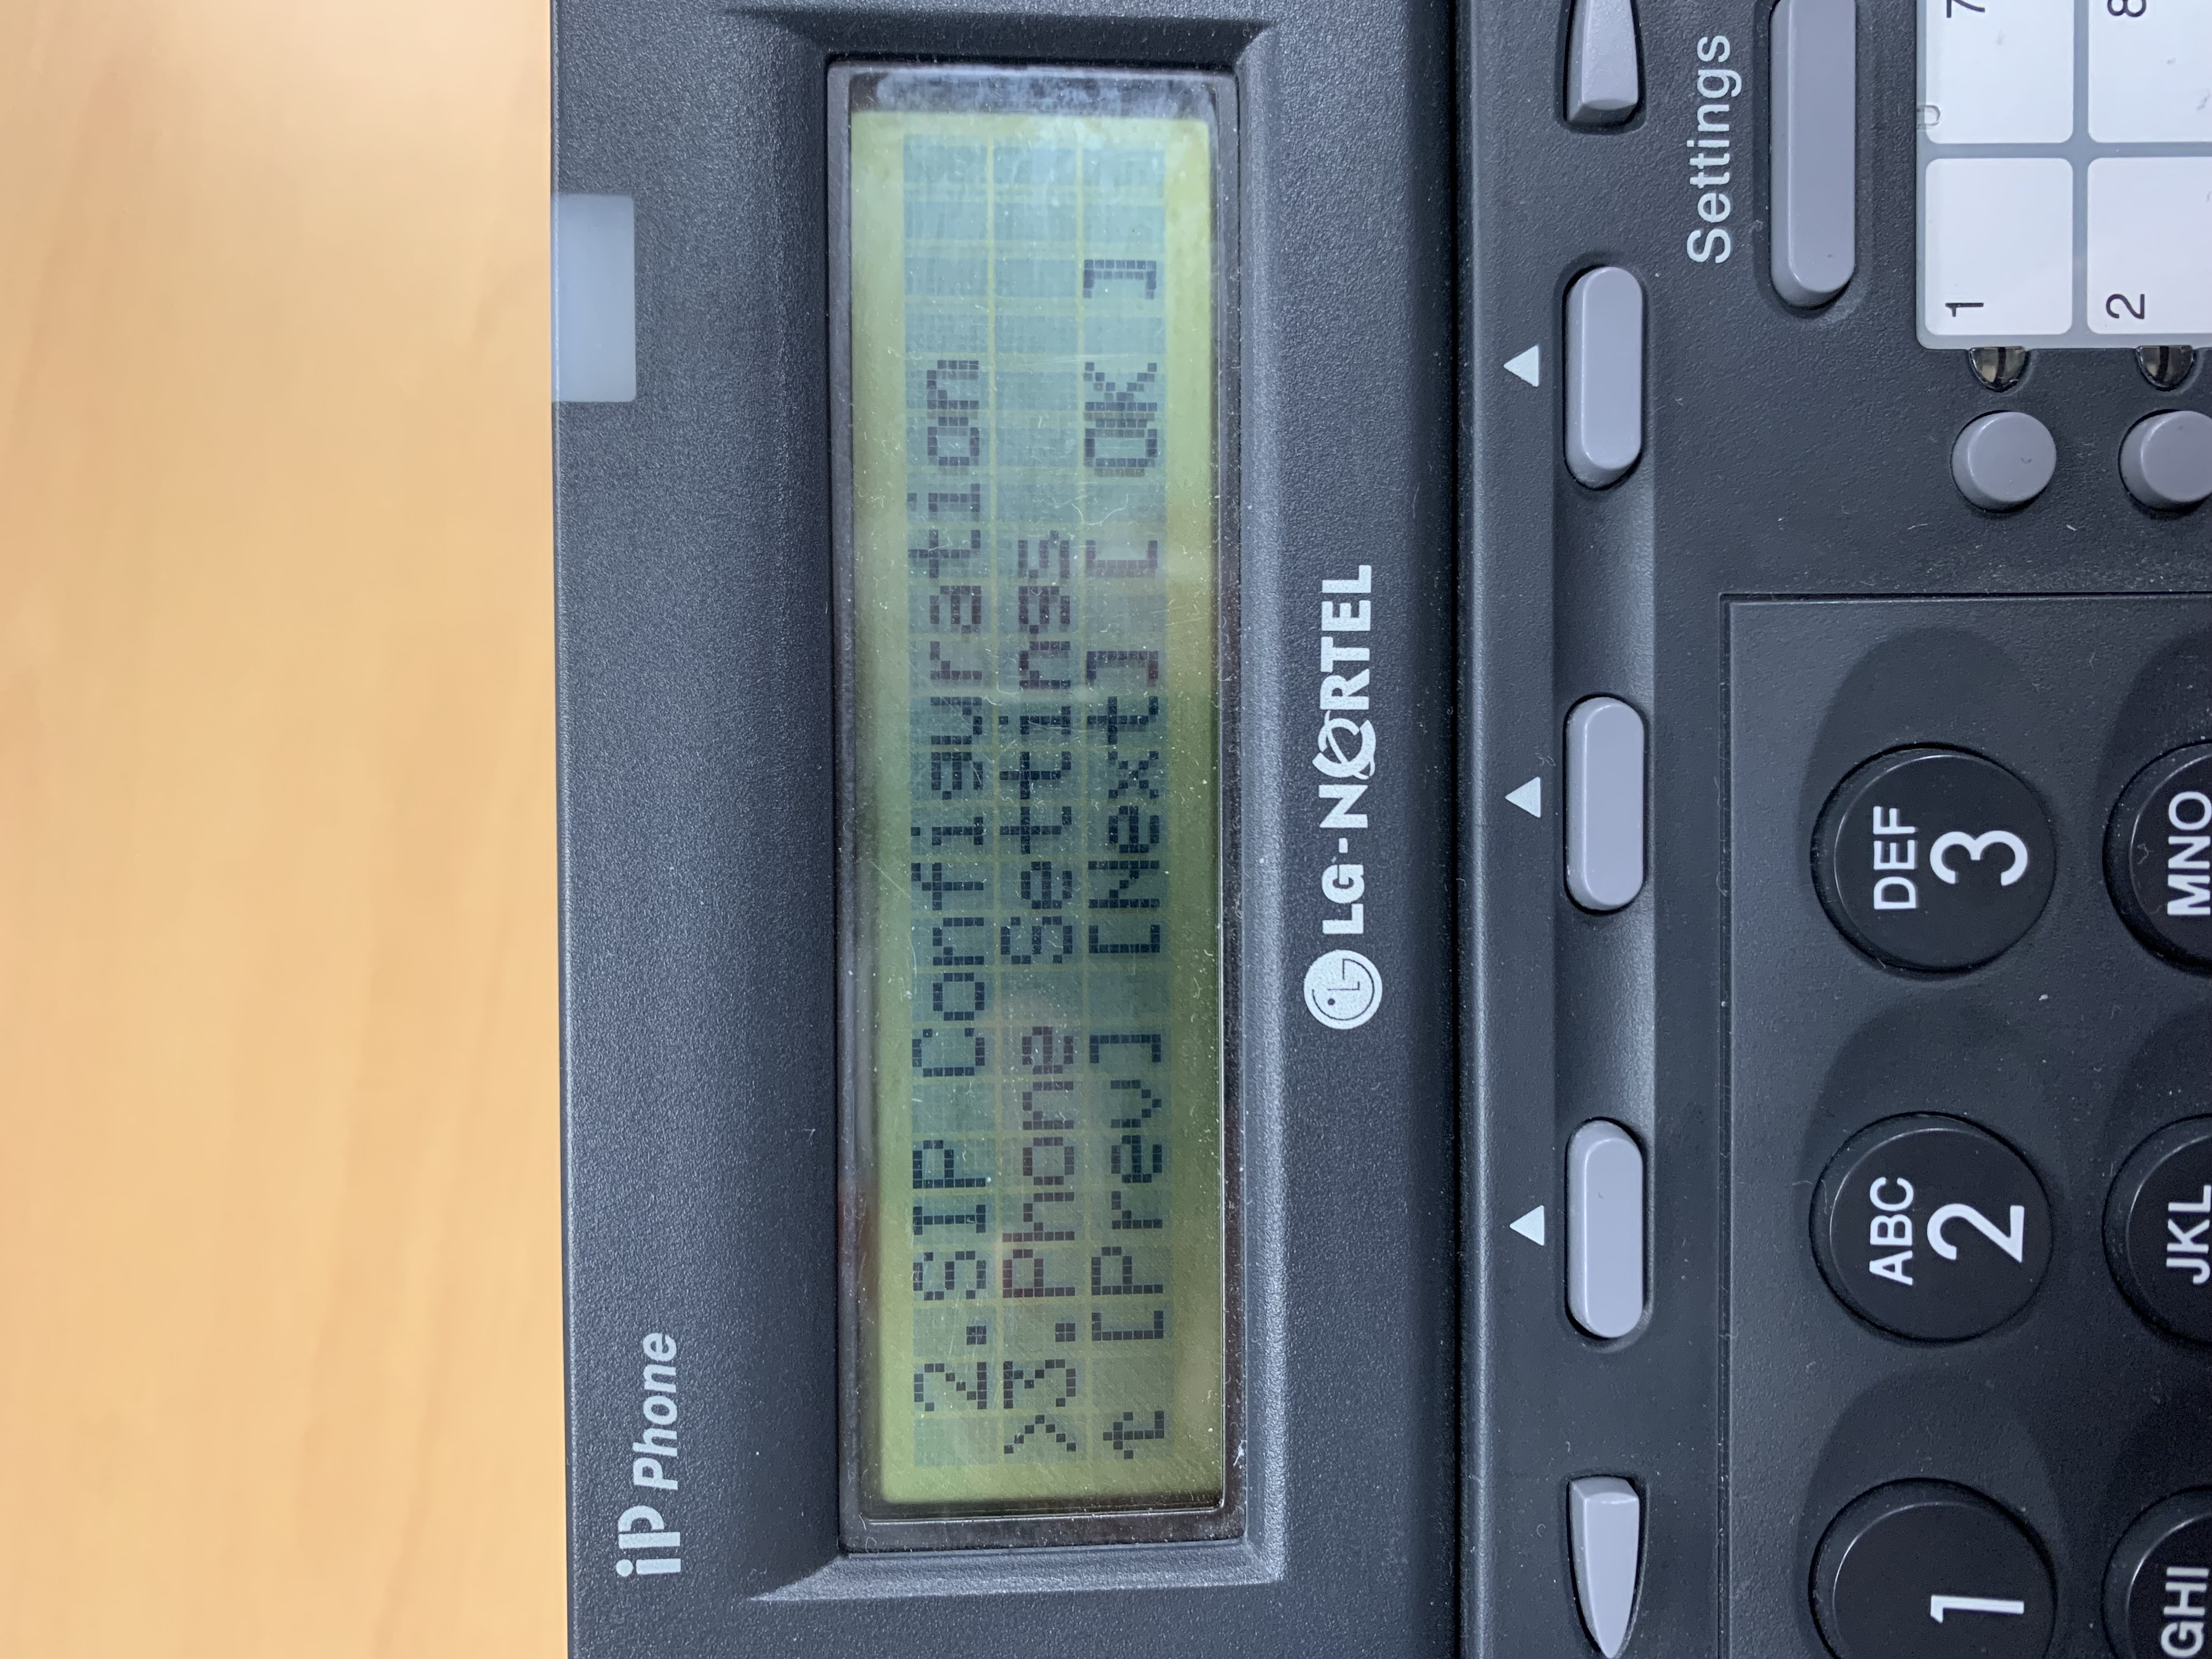 iP Phone
2.SIP Configuration
>3.Phone Settings
↑ [Prev] [Next] [ OK ]
LG-NORTEL
Settings
1
ABC
2
DEF
3
1
7
2
8
GHI
JKL
MNO